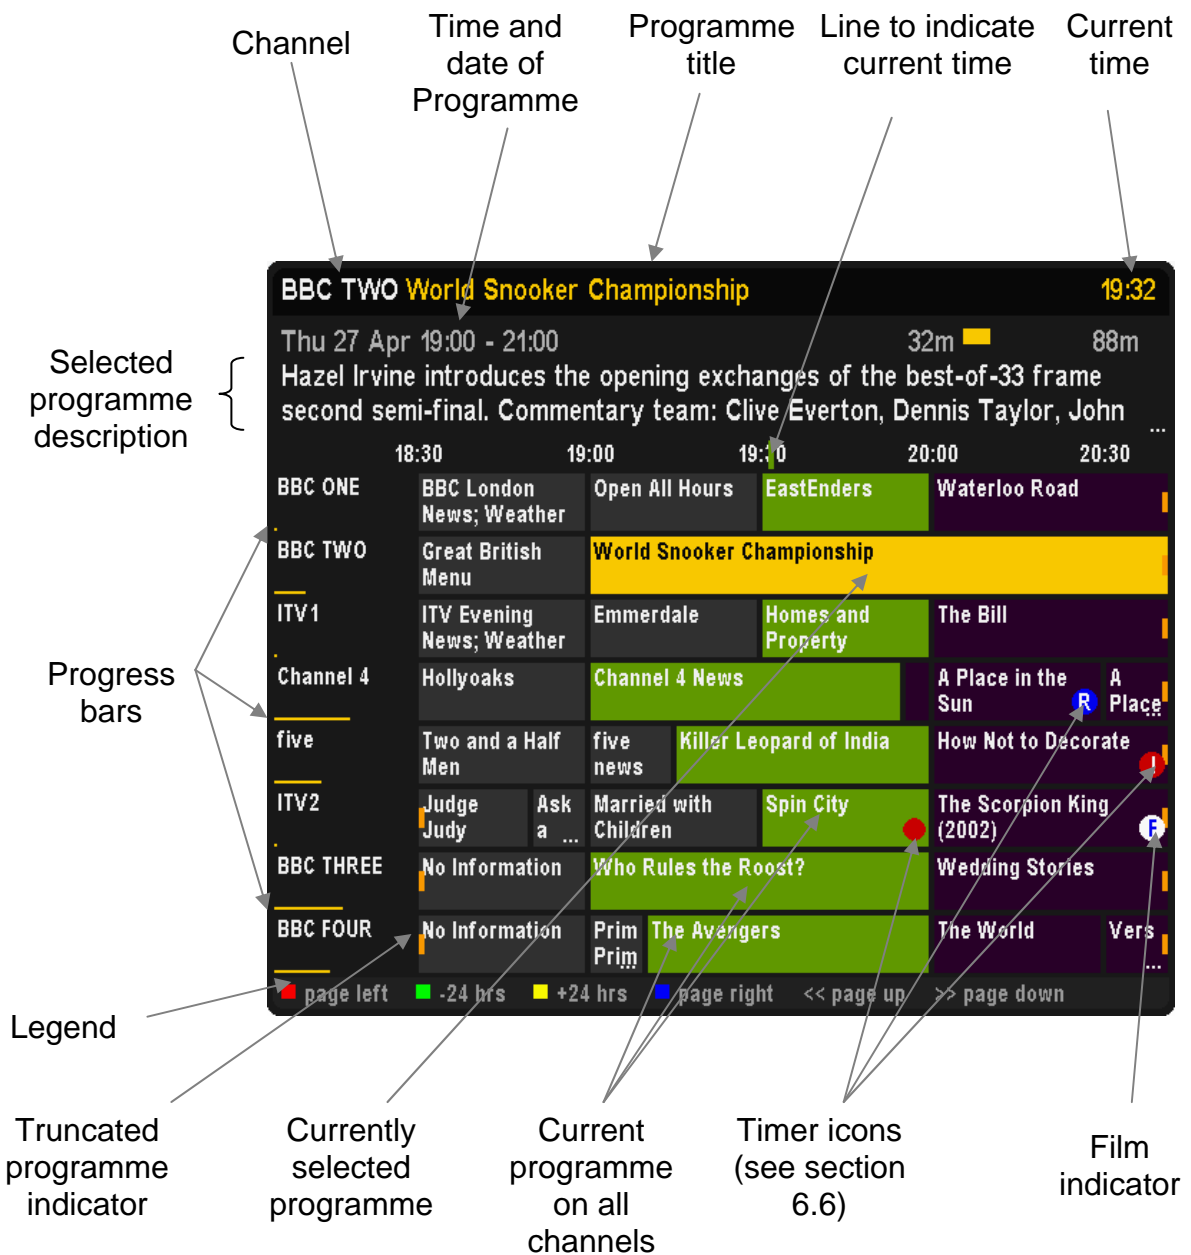 Channel
Time and
date of
Programme
Programme
title
Line to indicate
current time
Current
time
BBC TWO World Snooker Championship 19:32
Thu 27 Apr 19:00 - 21:00 32m 88m
Selected
programme
description
Hazel Irvine introduces the opening exchanges of the best-of-33 frame
second semi-final. Commentary team: Clive Everton, Dennis Taylor, John ...
18:30 19:00 19:30 20:00 20:30
BBC ONE
BBC London
News; Weather
Open All Hours
EastEnders
Waterloo Road
BBC TWO
Great British
Menu
World Snooker Championship
ITV1
ITV Evening
News; Weather
Emmerdale
Homes and
Property
The Bill
Progress
bars
Channel 4
Hollyoaks
Channel 4 News
A Place in the
Sun
R
A
Place...
five
Two and a Half
Men
five
news
Killer Leopard of India
How Not to Decorate
I
ITV2
Judge
Judy
Ask
a ...
Married with
Children
Spin City
The Scorpion King
(2002)
F
BBC THREE
No Information
Who Rules the Roost?
Wedding Stories
BBC FOUR
No Information
Prim
Prim...
The Avengers
The World
Vers
...
page left -24 hrs +24 hrs page right << page up >> page down
Legend
Truncated
programme
indicator
Currently
selected
programme
Current
programme
on all
channels
Timer icons
(see section
6.6)
Film
indicator